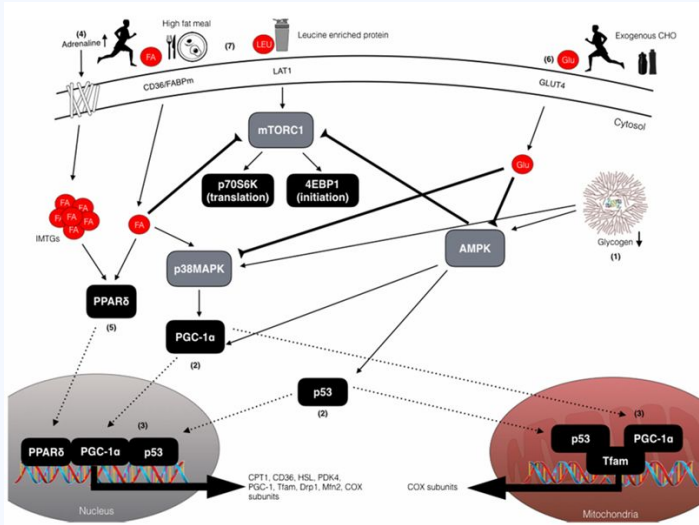 (4)
Adrenaline
FA
High fat meal
(7)
LEU
Leucine enriched protein
(6)
Glu
Exogenous CHO
CD36/FABPm
LAT1
GLUT4
Cytosol
mTORC1
p70S6K
(translation)
4EBP1
(initiation)
Glu
FA
FA
FA
FA
FA
FA
IMTGs
FA
p38MAPK
AMPK
Glycogen
(1)
PPARδ
(5)
PGC-1α
(2)
p53
(2)
(3)
PPARδ
PGC-1α
p53
(3)
p53
PGC-1α
Tfam
CPT1, CD36, HSL, PDK4,
PGC-1, Tfam, Drp1, Mfn2, COX
subunits
COX subunits
Nucleus
Mitochondria